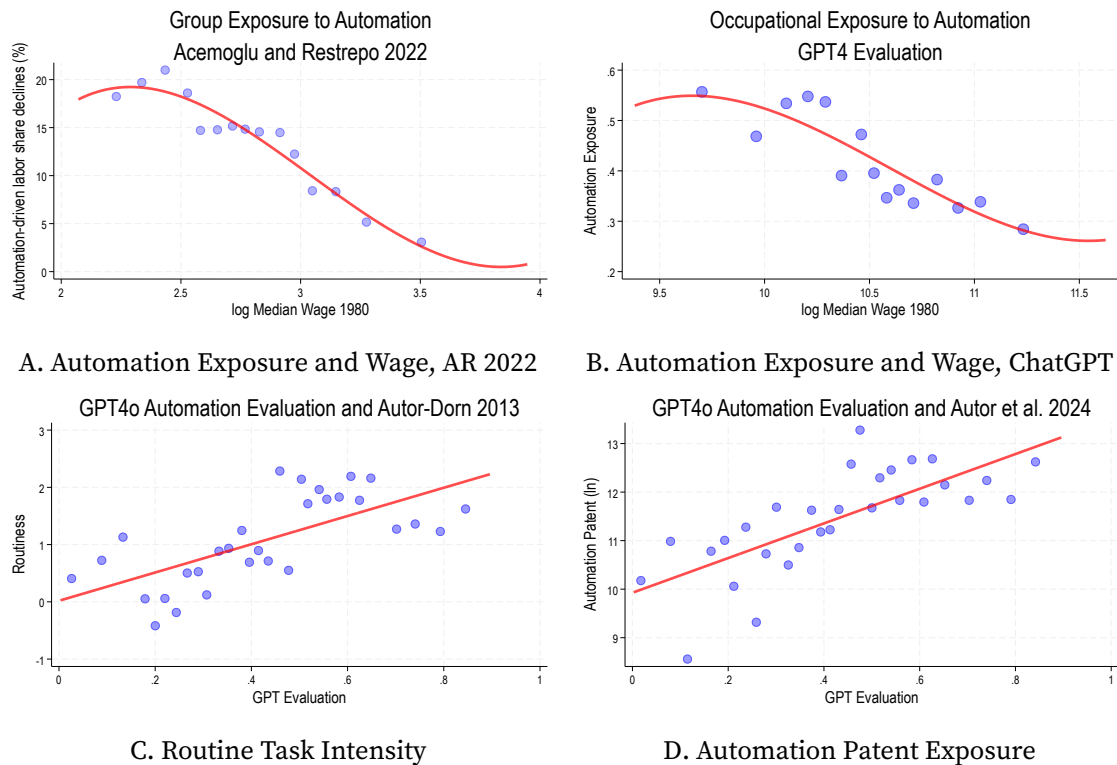 Group Exposure to Automation
Acemoglu and Restrepo 2022
Automation-driven labor share declines (%)
20
15
10
5
0
2
2.5
3
3.5
4
log Median Wage 1980
A. Automation Exposure and Wage, AR 2022
Occupational Exposure to Automation
GPT4 Evaluation
Automation Exposure
.6
.5
.4
.3
.2
9.5
10
10.5
11
11.5
log Median Wage 1980
B. Automation Exposure and Wage, ChatGPT
GPT4o Automation Evaluation and Autor-Dorn 2013
Routiness
3
2
1
0
-1
0
.2
.4
.6
.8
1
GPT Evaluation
C. Routine Task Intensity
GPT4o Automation Evaluation and Autor et al. 2024
Automation Patent (ln)
13
12
11
10
9
0
.2
.4
.6
.8
1
GPT Evaluation
D. Automation Patent Exposure